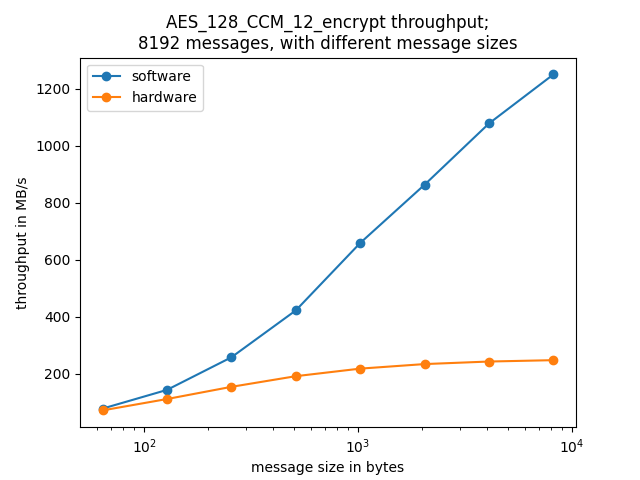 AES_128_CCM_12_encrypt throughput;
8192 messages, with different message sizes
software
hardware
throughput in MB/s
1200
1000
800
600
400
200
10²
10³
10⁴
message size in bytes